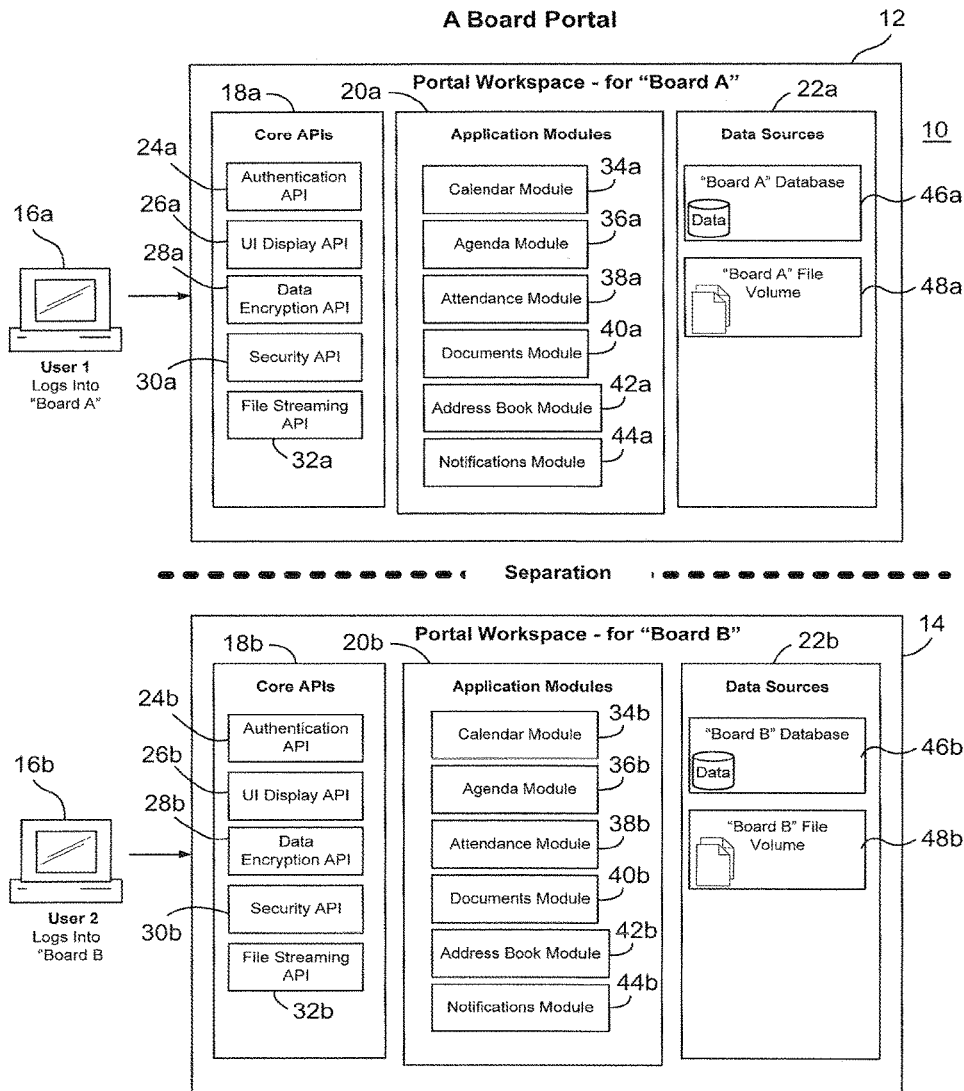 A Board Portal
12
Portal Workspace - for "Board A"
18a
20a
22a
10
Core APIs
Application Modules
Data Sources
24a
Authentication
API
Calendar Module
34a
"Board A" Database
Data
46a
16a
26a
UI Display API
Agenda Module
36a
28a
Data
Encryption API
Attendance Module
38a
"Board A" File
Volume
48a
User 1
Logs Into
"Board A"
30a
Security API
Documents Module
40a
File Streaming
API
32a
Address Book Module
42a
Notifications Module
44a
Separation
14
Portal Workspace - for "Board B"
18b
20b
22b
Core APIs
Application Modules
Data Sources
24b
Authentication
API
Calendar Module
34b
"Board B" Database
Data
46b
16b
26b
UI Display API
Agenda Module
36b
28b
Data
Encryption API
Attendance Module
38b
"Board B" File
Volume
48b
User 2
Logs Into
"Board B
30b
Security API
Documents Module
40b
File Streaming
API
32b
Address Book Module
42b
Notifications Module
44b